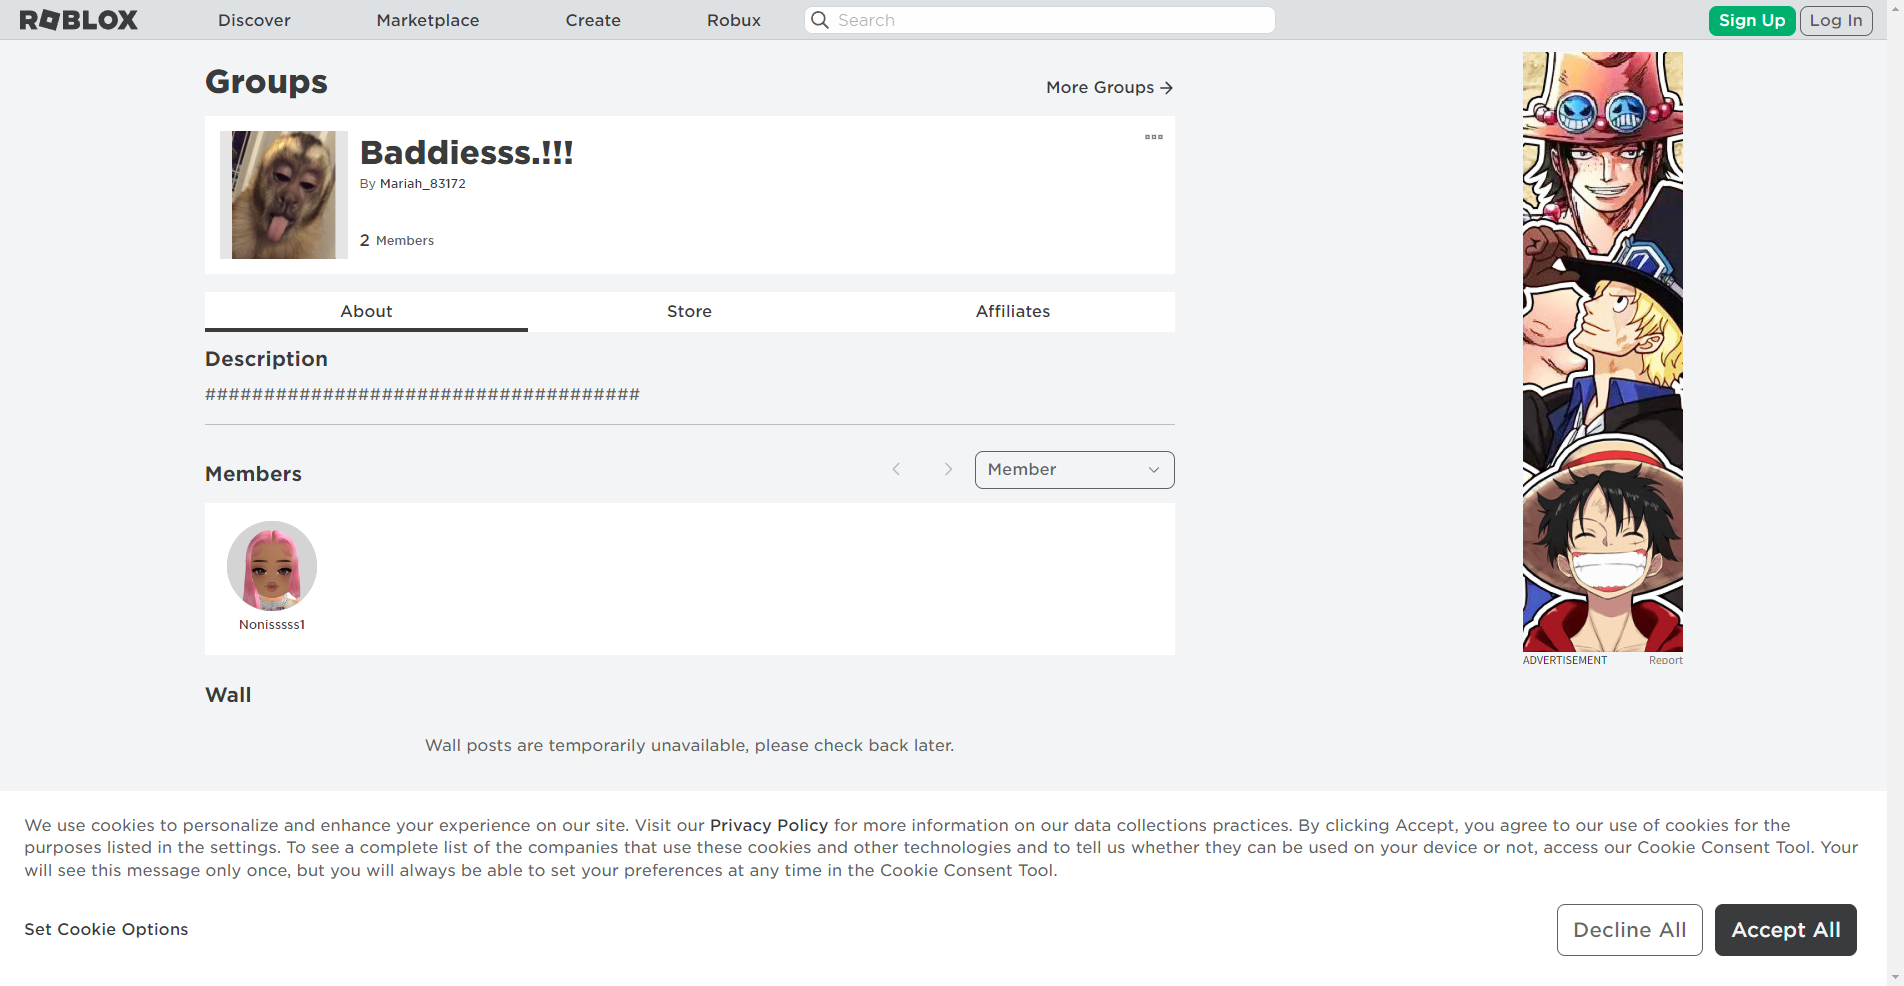 ROBLOX Discover Marketplace Create Robux Search Sign Up Log In
Groups
More Groups
Baddiesss.!!!
By Mariah_83172
2 Members
About Store Affiliates
Description
#####################################
Members
Member
Nonisssss1
ADVERTISEMENT Report
Wall
Wall posts are temporarily unavailable, please check back later.
We use cookies to personalize and enhance your experience on our site. Visit our Privacy Policy for more information on our data collections practices. By clicking Accept, you agree to our use of cookies for the
purposes listed in the settings. To see a complete list of the companies that use these cookies and other technologies and to tell us whether they can be used on your device or not, access our Cookie Consent Tool. Your
will see this message only once, but you will always be able to set your preferences at any time in the Cookie Consent Tool.
Set Cookie Options
Decline All Accept All